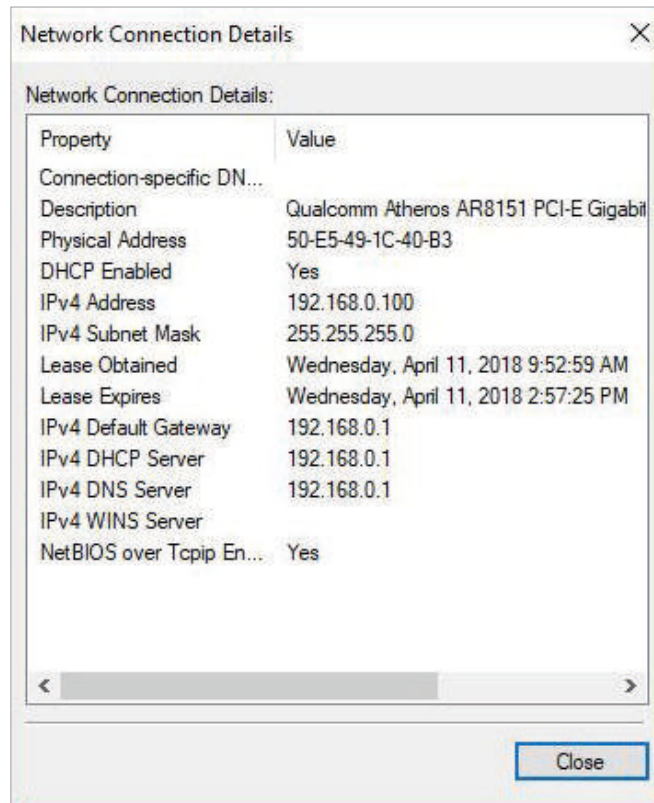 Network Connection Details
Network Connection Details:
Property Value
Connection-specific DN...
Description Qualcomm Atheros AR8151 PCI-E Gigabit
Physical Address 50-E5-49-1C-40-B3
DHCP Enabled Yes
IPv4 Address 192.168.0.100
IPv4 Subnet Mask 255.255.255.0
Lease Obtained Wednesday, April 11, 2018 9:52:59 AM
Lease Expires Wednesday, April 11, 2018 2:57:25 PM
IPv4 Default Gateway 192.168.0.1
IPv4 DHCP Server 192.168.0.1
IPv4 DNS Server 192.168.0.1
IPv4 WINS Server
NetBIOS over Tcpip En... Yes
Close